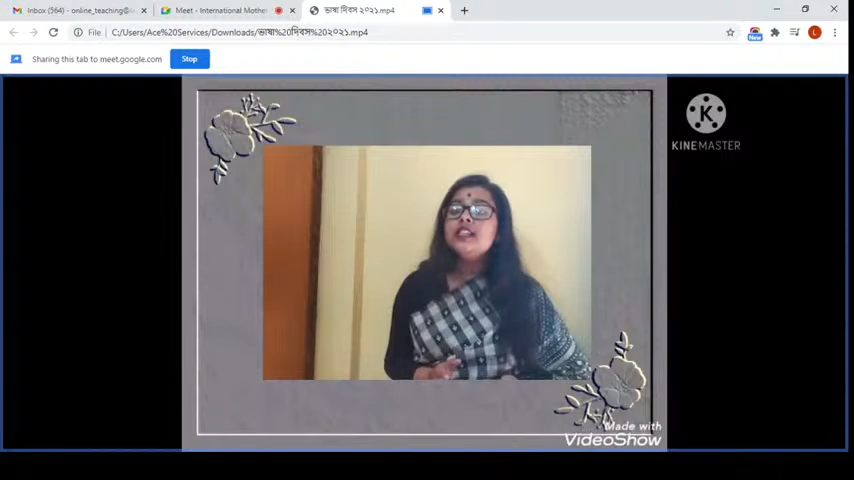 Inbox (564) - online_teaching@
Meet - International Mother
ভাষা দিবস ২০২১.mp4
File
C:/Users/Ace%20Services/Downloads/ভাষা%20দিবস%20২০২১.mp4
New
L
Sharing this tab to meet.google.com
Stop
K
KINEMASTER
Made with
VideoShow